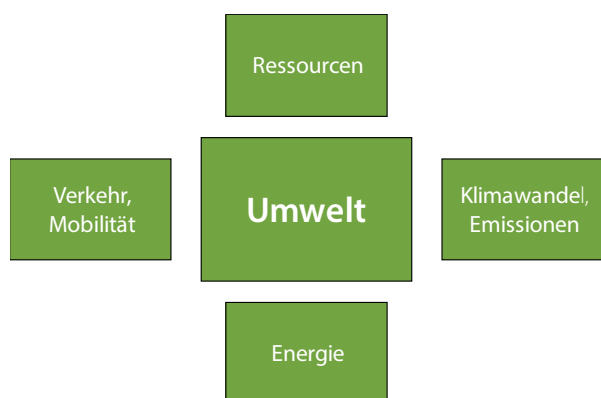 Ressourcen
Verkehr,
Mobilität
Umwelt
Klimawandel,
Emissionen
Energie